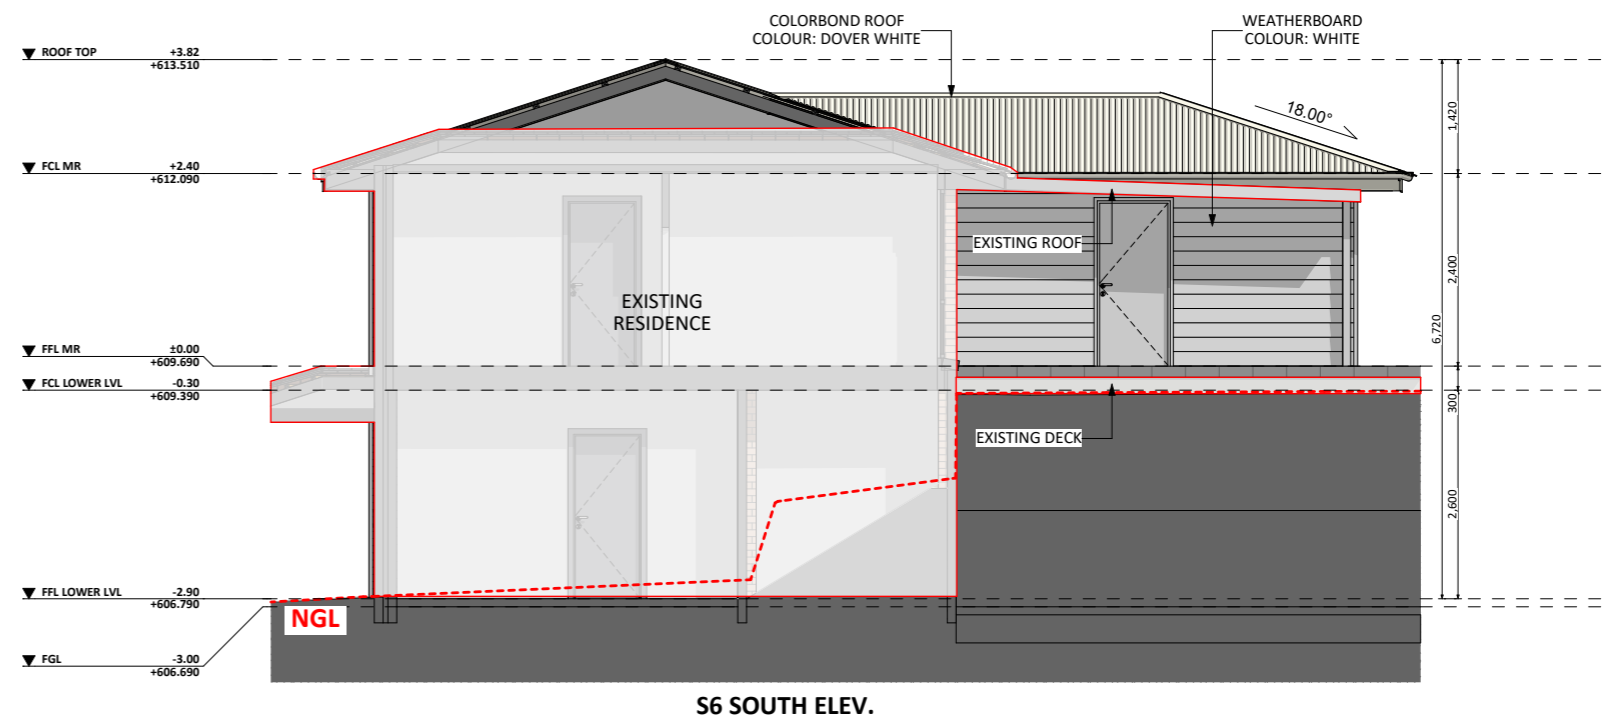 COLORBOND ROOF
COLOUR: DOVER WHITE
WEATHERBOARD
COLOUR: WHITE
ROOF TOP +3.82
+613.510
18.00°
1,420
FCL MR +2.40
+612.090
EXISTING ROOF
2,400
EXISTING
RESIDENCE
6,720
FFL MR ±0.00
+609.690
FCL LOWER LVL -0.30
+609.390
300
EXISTING DECK
2,600
FFL LOWER LVL -2.90
+606.790
NGL
FGL -3.00
+606.690
S6 SOUTH ELEV.